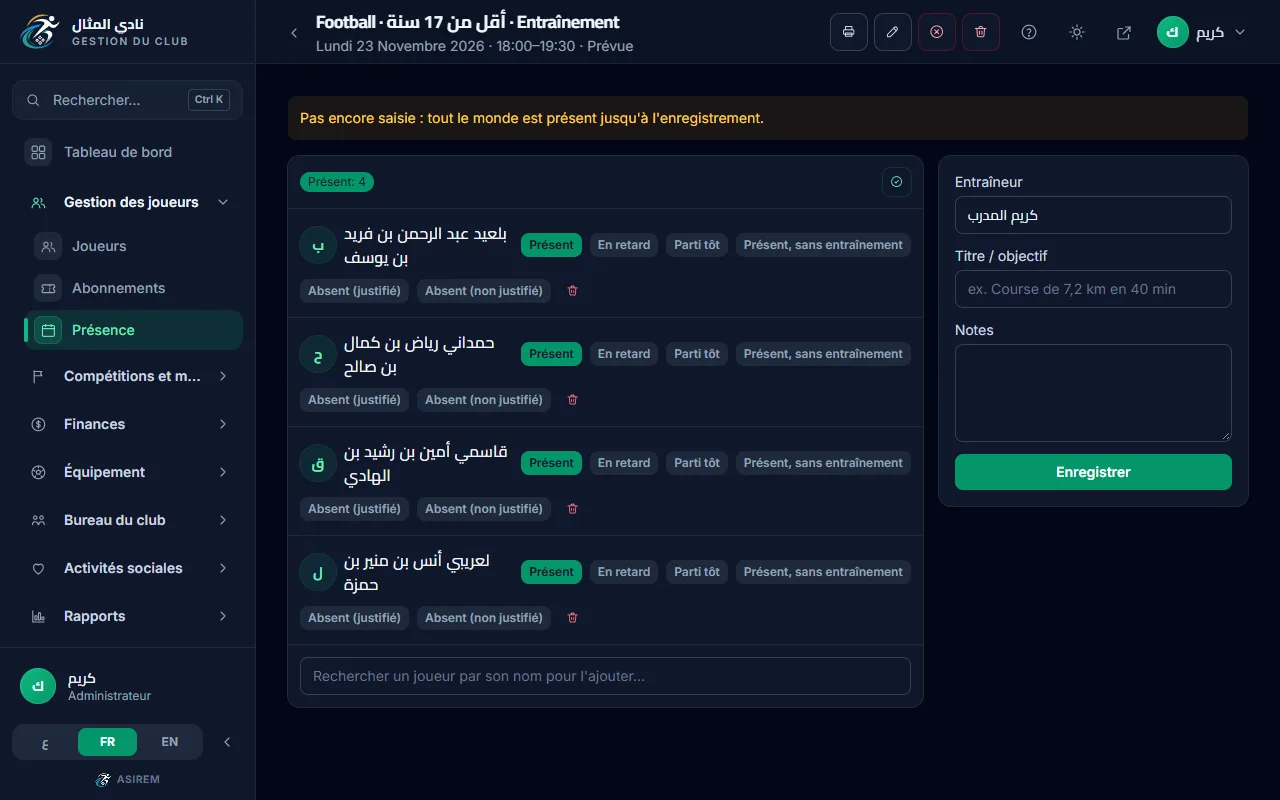 نادي المثال
GESTION DU CLUB
Rechercher...
Ctrl K
Tableau de bord
Gestion des joueurs
Joueurs
Abonnements
Présence
Compétitions et m...
Finances
Équipement
Bureau du club
Activités sociales
Rapports
كريم
Administrateur
ع
FR
EN
ASIREM
Football · أقل من 17 سنة · Entraînement
Lundi 23 Novembre 2026 · 18:00–19:30 · Prévue
ك
كريم
Pas encore saisie : tout le monde est présent jusqu'à l'enregistrement.
Présent: 4
ب
بلعيد عبد الرحمن بن فريد
بن يوسف
Présent
En retard
Parti tôt
Présent, sans entraînement
Absent (justifié)
Absent (non justifié)
ح
حمداني رياض بن كمال
بن صالح
Présent
En retard
Parti tôt
Présent, sans entraînement
Absent (justifié)
Absent (non justifié)
ق
قاسمي أمين بن رشيد بن
الهادي
Présent
En retard
Parti tôt
Présent, sans entraînement
Absent (justifié)
Absent (non justifié)
ل
لعريبي أنس بن منير بن
حمزة
Présent
En retard
Parti tôt
Présent, sans entraînement
Absent (justifié)
Absent (non justifié)
Rechercher un joueur par son nom pour l'ajouter...
Entraîneur
كريم المدرب
Titre / objectif
ex. Course de 7,2 km en 40 min
Notes
Enregistrer
ك